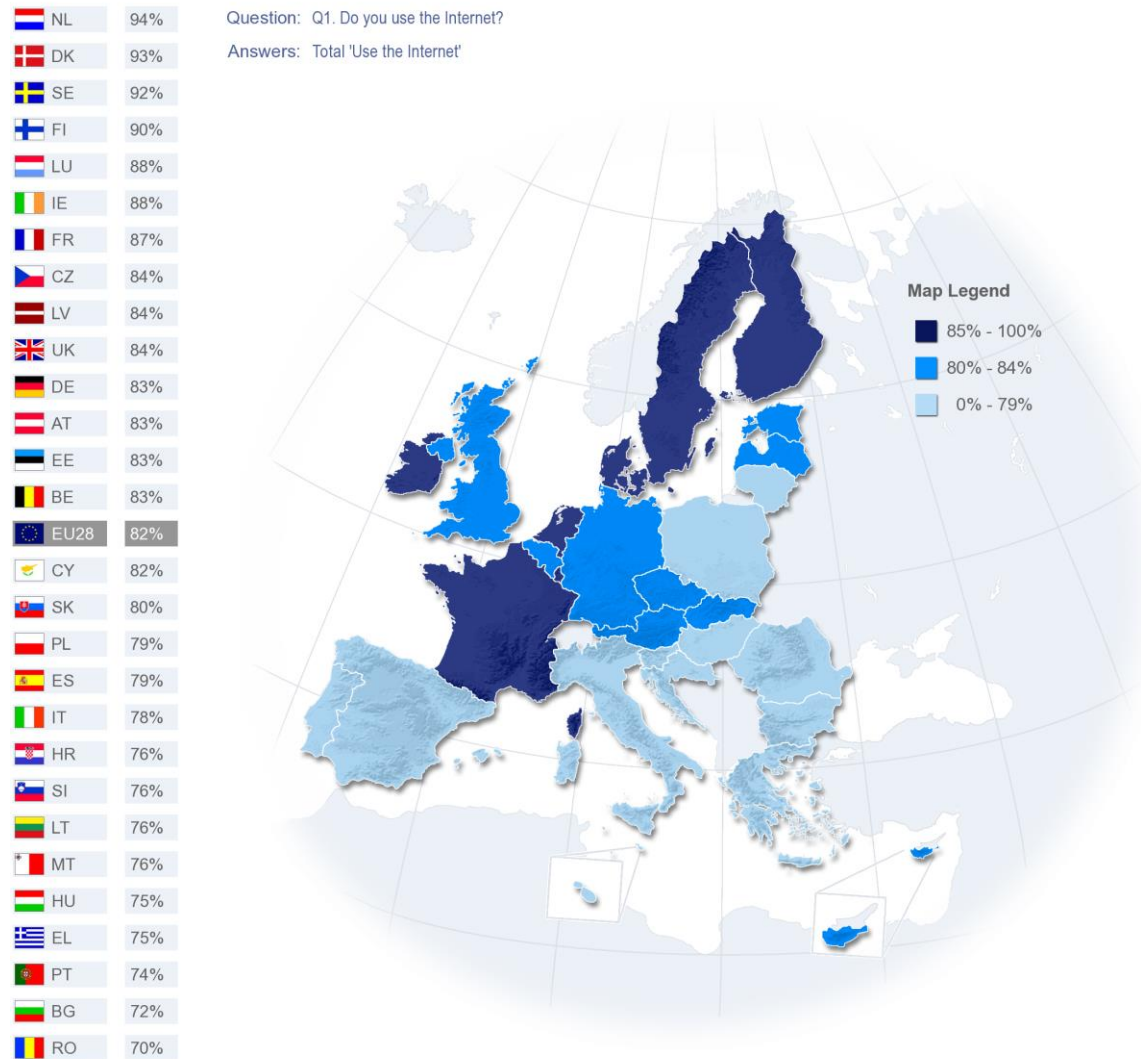 NL 94%
DK 93%
SE 92%
FI 90%
LU 88%
IE 88%
FR 87%
CZ 84%
LV 84%
UK 84%
DE 83%
AT 83%
EE 83%
BE 83%
EU28 82%
CY 82%
SK 80%
PL 79%
ES 79%
IT 78%
HR 76%
SI 76%
LT 76%
MT 76%
HU 75%
EL 75%
PT 74%
BG 72%
RO 70%
Question: Q1. Do you use the Internet?
Answers: Total 'Use the Internet'
Map Legend
85% - 100%
80% - 84%
0% - 79%